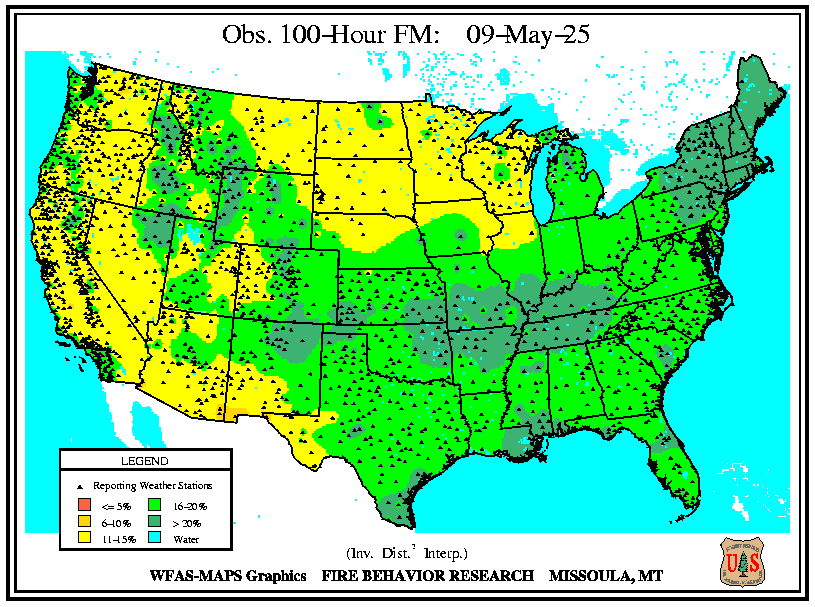 Obs. 100-Hour FM: 09-May-25
LEGEND
Reporting Weather Stations
<= 5%
16-20%
6-10%
> 20%
11-15%
Water
(Inv. Dist.² Interp.)
WFAS-MAPS Graphics FIRE BEHAVIOR RESEARCH MISSOULA, MT
U S